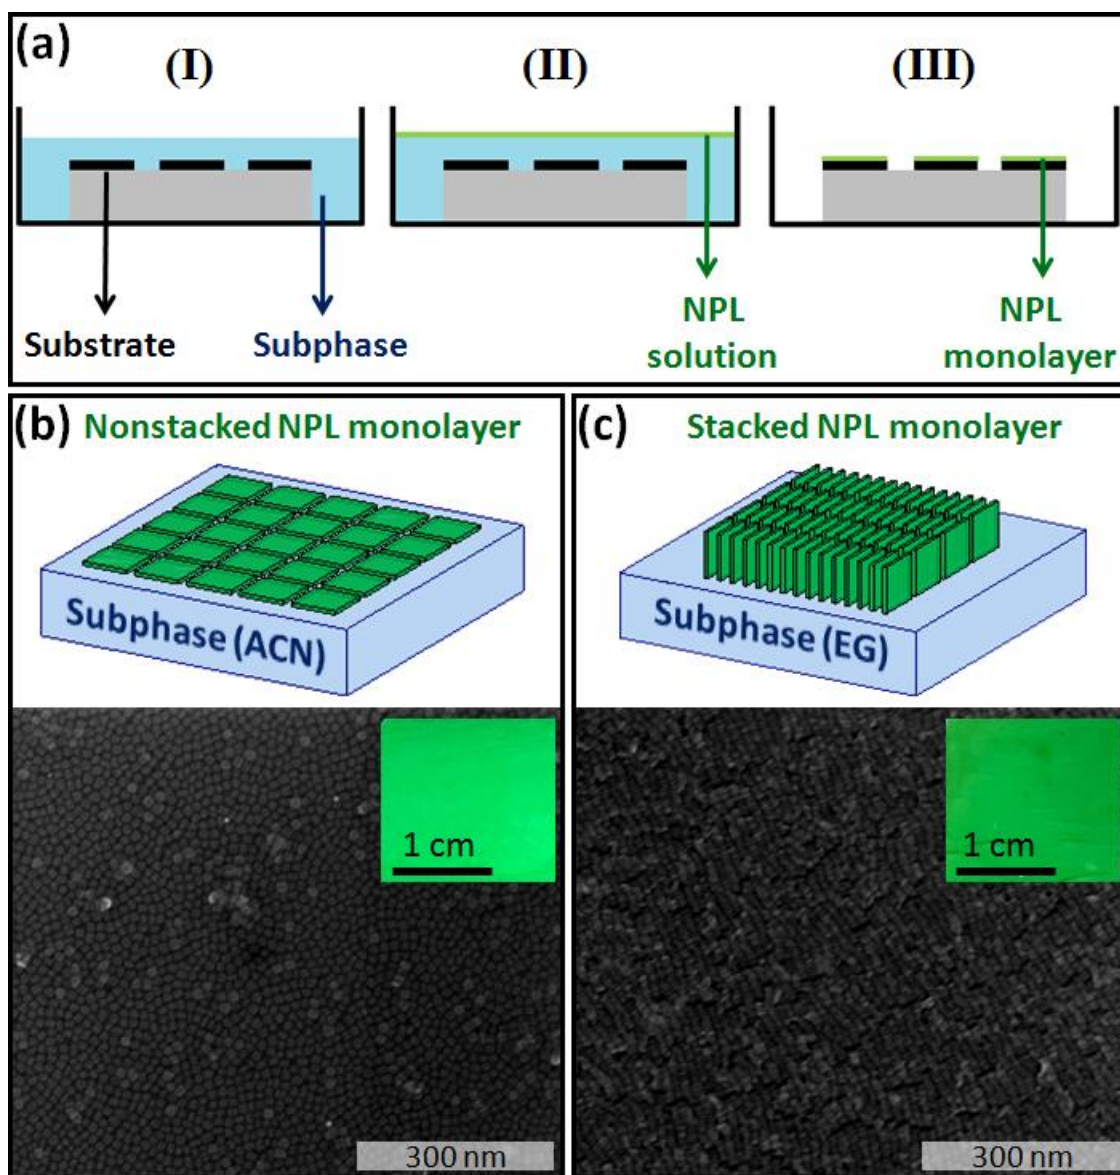 (a)
(I)
(II)
(III)
Substrate
Subphase
NPL
solution
NPL
monolayer
(b) Nonstacked NPL monolayer
Subphase (ACN)
1 cm
300 nm
(c) Stacked NPL monolayer
Subphase (EG)
1 cm
300 nm